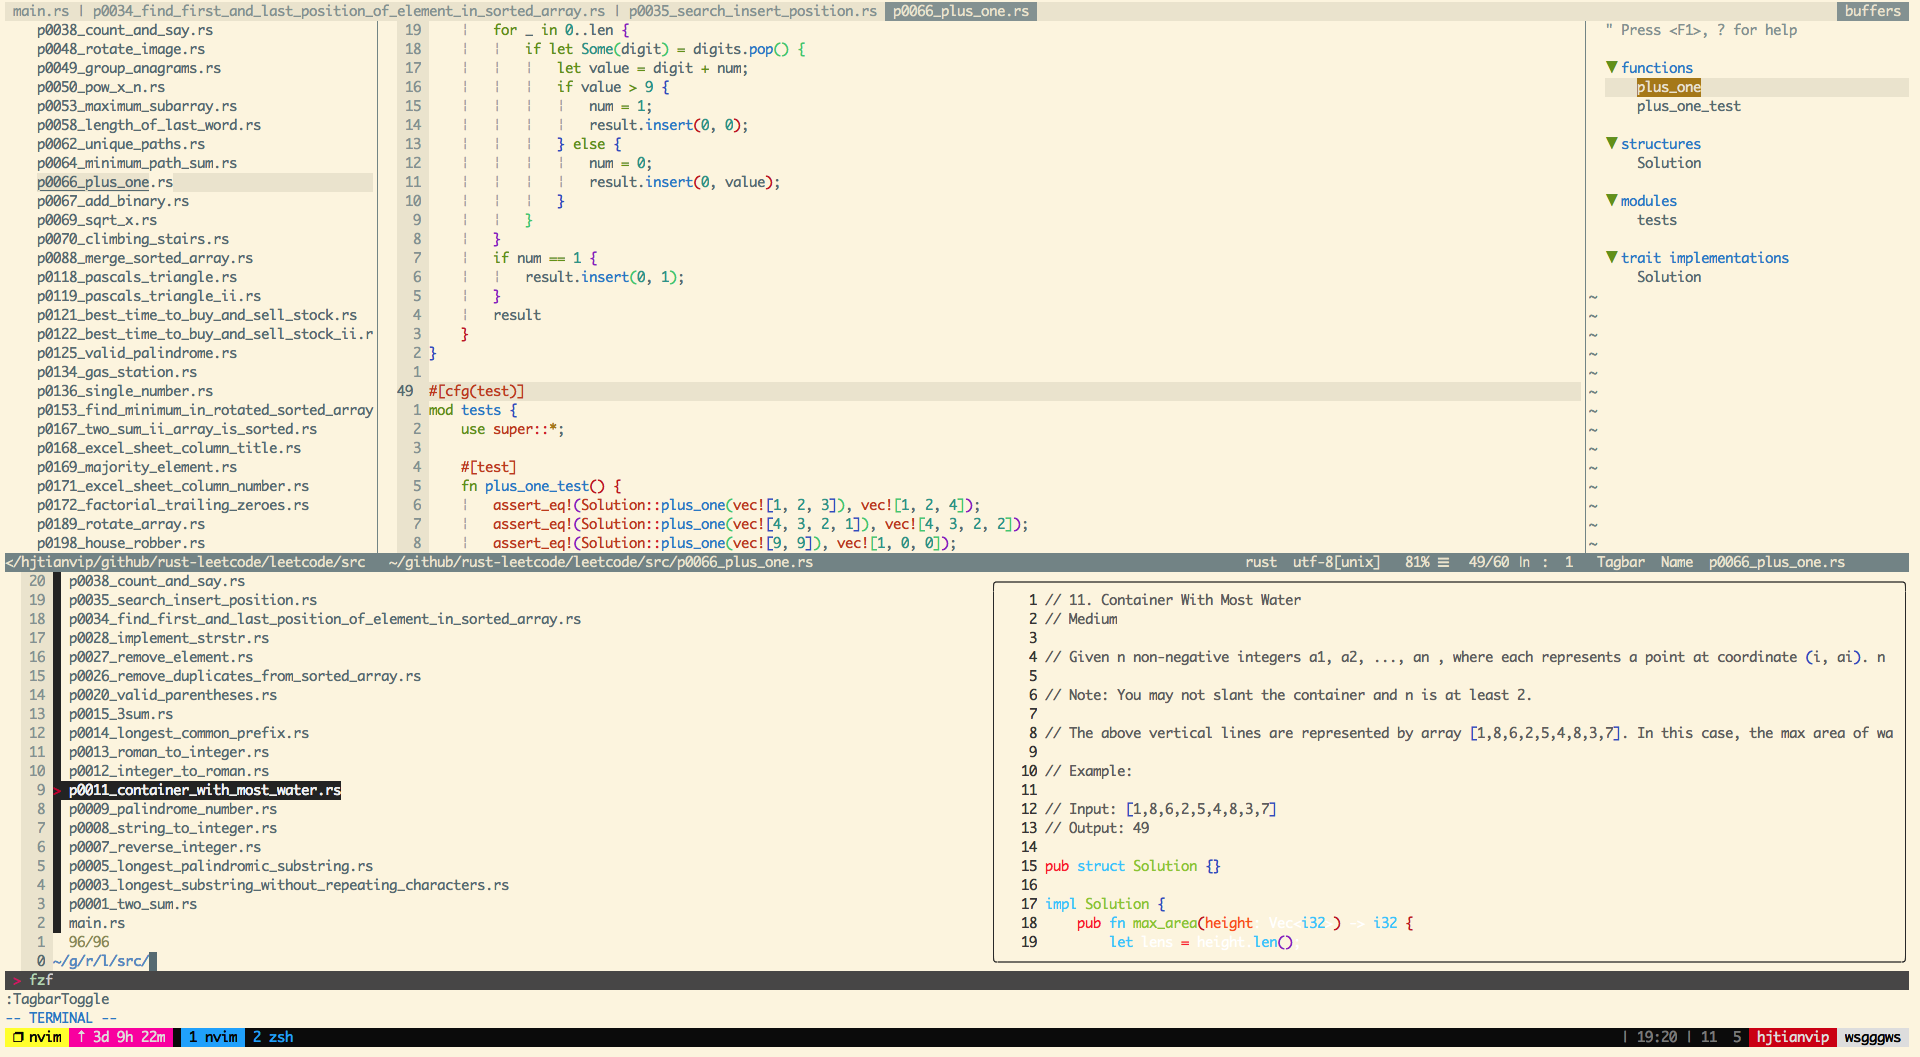 main.rs | p0034_find_first_and_last_position_of_element_in_sorted_array.rs | p0035_search_insert_position.rs p0066_plus_one.rs buffers
p0038_count_and_say.rs
p0048_rotate_image.rs
p0049_group_anagrams.rs
p0050_pow_x_n.rs
p0053_maximum_subarray.rs
p0058_length_of_last_word.rs
p0062_unique_paths.rs
p0064_minimum_path_sum.rs
p0066_plus_one.rs
p0067_add_binary.rs
p0069_sqrt_x.rs
p0070_climbing_stairs.rs
p0088_merge_sorted_array.rs
p0118_pascals_triangle.rs
p0119_pascals_triangle_ii.rs
p0121_best_time_to_buy_and_sell_stock.rs
p0122_best_time_to_buy_and_sell_stock_ii.r
p0125_valid_palindrome.rs
p0134_gas_station.rs
p0136_single_number.rs
p0153_find_minimum_in_rotated_sorted_array
p0167_two_sum_ii_array_is_sorted.rs
p0168_excel_sheet_column_title.rs
p0169_majority_element.rs
p0171_excel_sheet_column_number.rs
p0172_factorial_trailing_zeroes.rs
p0189_rotate_array.rs
p0198_house_robber.rs
19 for _ in 0..len {
18 if let Some(digit) = digits.pop() {
17 let value = digit + num;
16 if value > 9 {
15 num = 1;
14 result.insert(0, 0);
13 } else {
12 num = 0;
11 result.insert(0, value);
10 }
9 }
8 }
7 if num == 1 {
6 result.insert(0, 1);
5 }
4 result
3 }
2 }
1
49 #[cfg(test)]
1 mod tests {
2 use super::*;
3
4 #[test]
5 fn plus_one_test() {
6 assert_eq!(Solution::plus_one(vec![1, 2, 3]), vec![1, 2, 4]);
7 assert_eq!(Solution::plus_one(vec![4, 3, 2, 1]), vec![4, 3, 2, 2]);
8 assert_eq!(Solution::plus_one(vec![9, 9]), vec![1, 0, 0]);
" Press <F1>, ? for help
▼ functions
plus_one
plus_one_test
▼ structures
Solution
▼ modules
tests
▼ trait implementations
Solution
~
~
~
~
~
~
~
~
~
~
~
~
~
~
</hjtianvip/github/rust-leetcode/leetcode/src ~/github/rust-leetcode/leetcode/src/p0066_plus_one.rs rust utf-8[unix] 81% ☰ 49/60 ln : 1 Tagbar Name p0066_plus_one.rs
20 p0038_count_and_say.rs
19 p0035_search_insert_position.rs
18 p0034_find_first_and_last_position_of_element_in_sorted_array.rs
17 p0028_implement_strstr.rs
16 p0027_remove_element.rs
15 p0026_remove_duplicates_from_sorted_array.rs
14 p0020_valid_parentheses.rs
13 p0015_3sum.rs
12 p0014_longest_common_prefix.rs
11 p0013_roman_to_integer.rs
10 p0012_integer_to_roman.rs
9 > p0011_container_with_most_water.rs
8 p0009_palindrome_number.rs
7 p0008_string_to_integer.rs
6 p0007_reverse_integer.rs
5 p0005_longest_palindromic_substring.rs
4 p0003_longest_substring_without_repeating_characters.rs
3 p0001_two_sum.rs
2 main.rs
1 96/96
0 ~/g/r/l/src/
1 // 11. Container With Most Water
2 // Medium
3
4 // Given n non-negative integers a1, a2, ..., an , where each represents a point at coordinate (i, ai). n
5
6 // Note: You may not slant the container and n is at least 2.
7
8 // The above vertical lines are represented by array [1,8,6,2,5,4,8,3,7]. In this case, the max area of wa
9
10 // Example:
11
12 // Input: [1,8,6,2,5,4,8,3,7]
13 // Output: 49
14
15 pub struct Solution {}
16
17 impl Solution {
18 pub fn max_area(height: Vec<i32>) -> i32 {
19 let lens = height.len()
> fzf
:TagbarToggle
-- TERMINAL --
❐ nvim ↑ 3d 9h 22m 1 nvim 2 zsh | 19:20 | 11 5 hjtianvip wsgggws